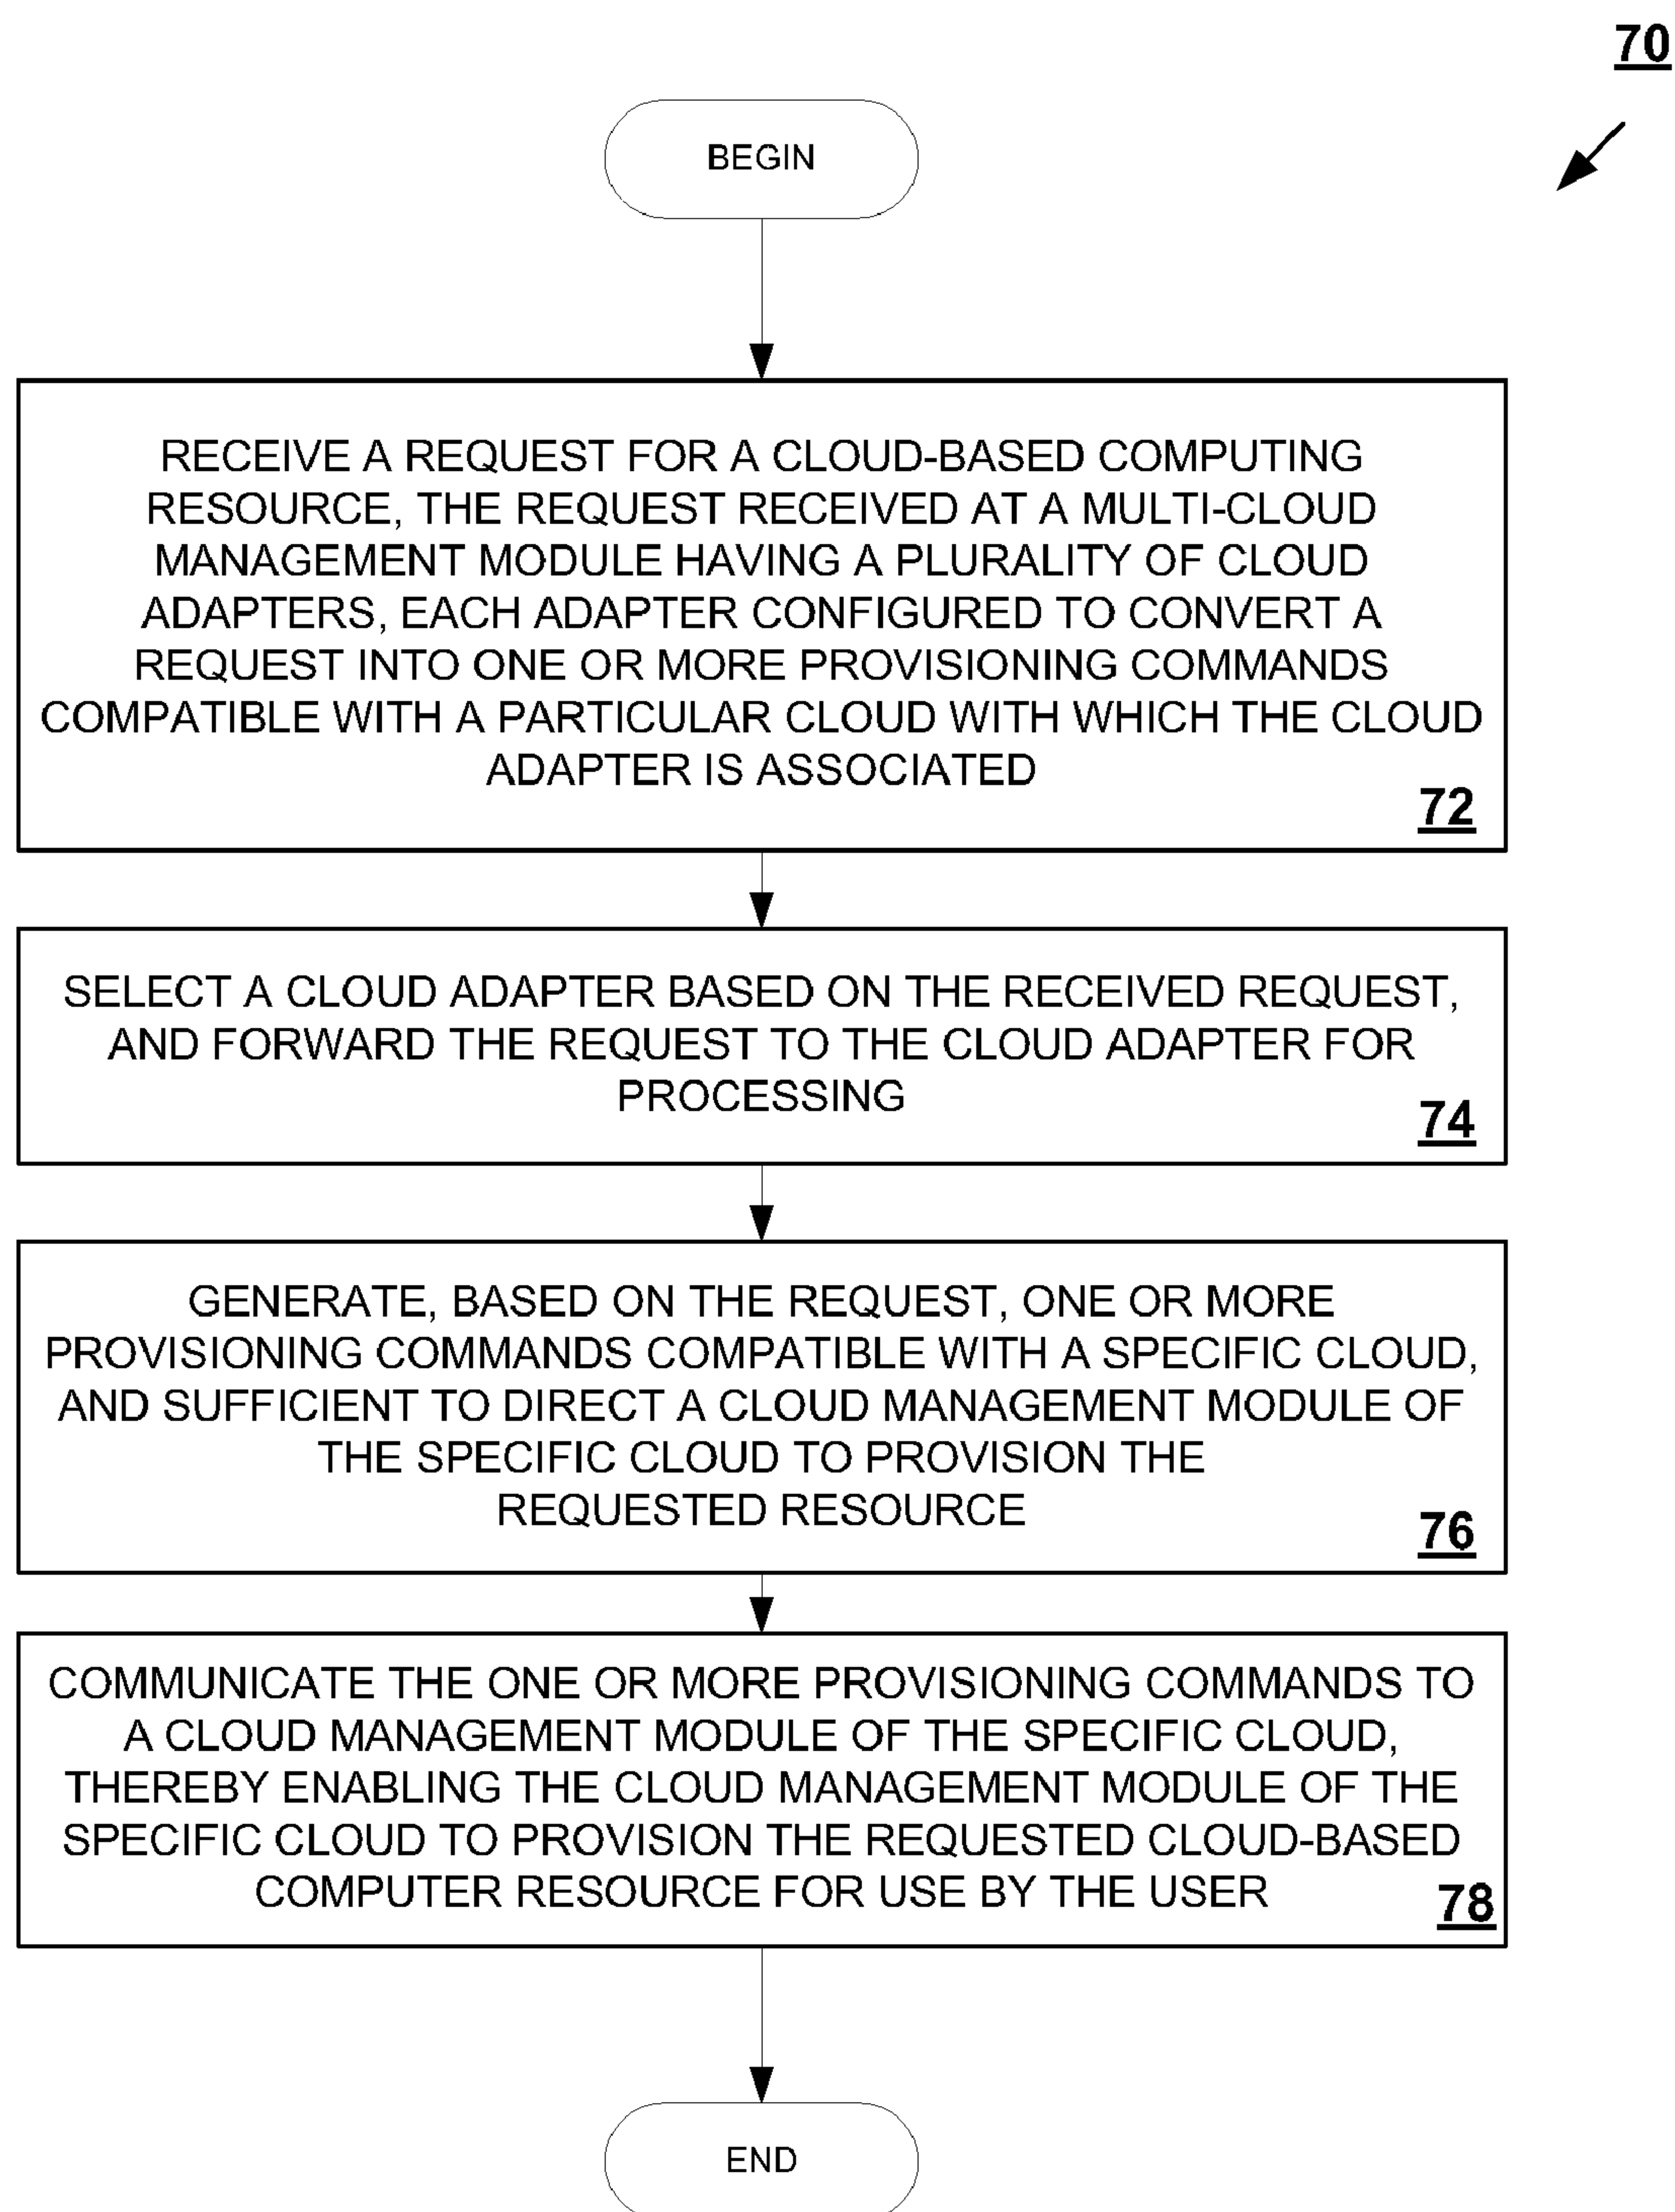 70
BEGIN
RECEIVE A REQUEST FOR A CLOUD-BASED COMPUTING
RESOURCE, THE REQUEST RECEIVED AT A MULTI-CLOUD
MANAGEMENT MODULE HAVING A PLURALITY OF CLOUD
ADAPTERS, EACH ADAPTER CONFIGURED TO CONVERT A
REQUEST INTO ONE OR MORE PROVISIONING COMMANDS
COMPATIBLE WITH A PARTICULAR CLOUD WITH WHICH THE CLOUD
ADAPTER IS ASSOCIATED
72
SELECT A CLOUD ADAPTER BASED ON THE RECEIVED REQUEST,
AND FORWARD THE REQUEST TO THE CLOUD ADAPTER FOR
PROCESSING
74
GENERATE, BASED ON THE REQUEST, ONE OR MORE
PROVISIONING COMMANDS COMPATIBLE WITH A SPECIFIC CLOUD,
AND SUFFICIENT TO DIRECT A CLOUD MANAGEMENT MODULE OF
THE SPECIFIC CLOUD TO PROVISION THE
REQUESTED RESOURCE
76
COMMUNICATE THE ONE OR MORE PROVISIONING COMMANDS TO
A CLOUD MANAGEMENT MODULE OF THE SPECIFIC CLOUD,
THEREBY ENABLING THE CLOUD MANAGEMENT MODULE OF THE
SPECIFIC CLOUD TO PROVISION THE REQUESTED CLOUD-BASED
COMPUTER RESOURCE FOR USE BY THE USER
78
END